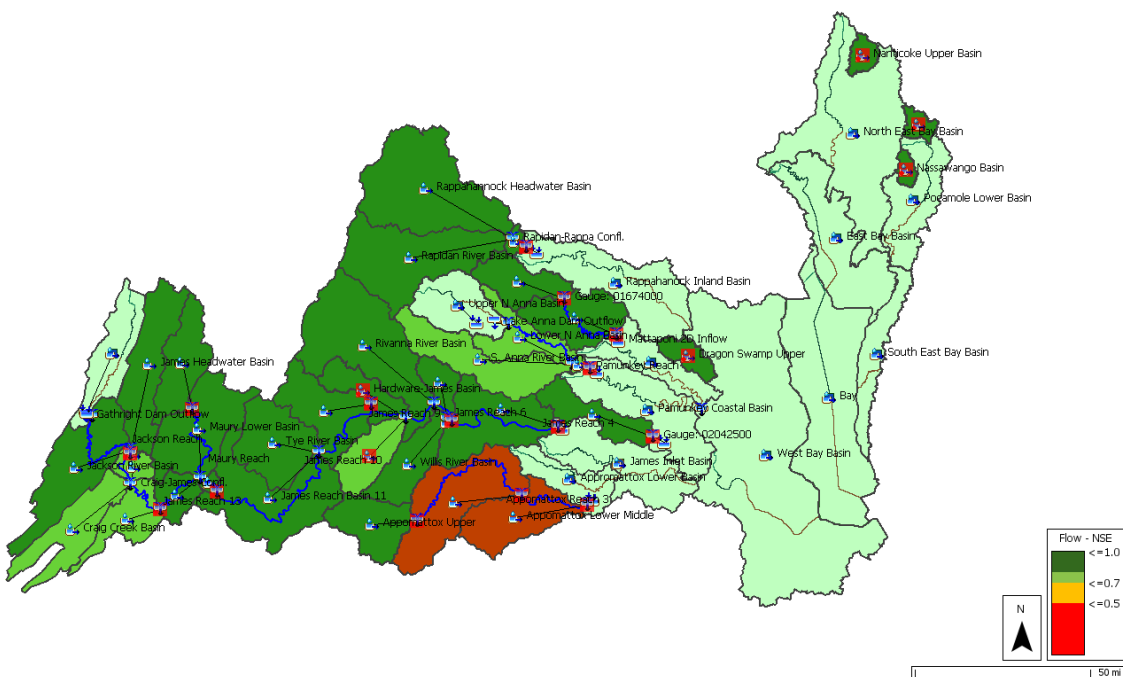 Nanticoke Upper Basin
North East Bay Basin
Nassawango Basin
Pocamole Lower Basin
East Bay Basin
Rappahannock Headwater Basin
Rapidan-Rappa Confl.
Rapidan River Basin
Rappahanock Inland Basin
Gauge: 01674000
Upper N Anna Basin
Lake Anna Dam Outflow
Lower N Anna Basin
Mattaponi 2D Inflow
Rivanna River Basin
S. Anna River Basin
Pamunkey Reach
Dragon Swamp Upper
South East Bay Basin
James Headwater Basin
Hardware-James Basin
Bay
Gathright Dam Outflow
James Reach 9
James Reach 6
Pamunkey Coastal Basin
Maury Lower Basin
James Reach 4
Gauge: 02042500
Jackson Reach
Tye River Basin
Maury Reach
James Reach 10
Willis River Basin
James Inlet Basin
West Bay Basin
Jackson River Basin
Craig-James Confl.
Appromattox Lower Basin
James Reach 13
James Reach Basin 11
Appomattox Reach 3
Craig Creek Basin
Appomattox Upper
Appomattox Lower Middle
Flow - NSE
<=1.0
<=0.7
<=0.5
N
50 mi